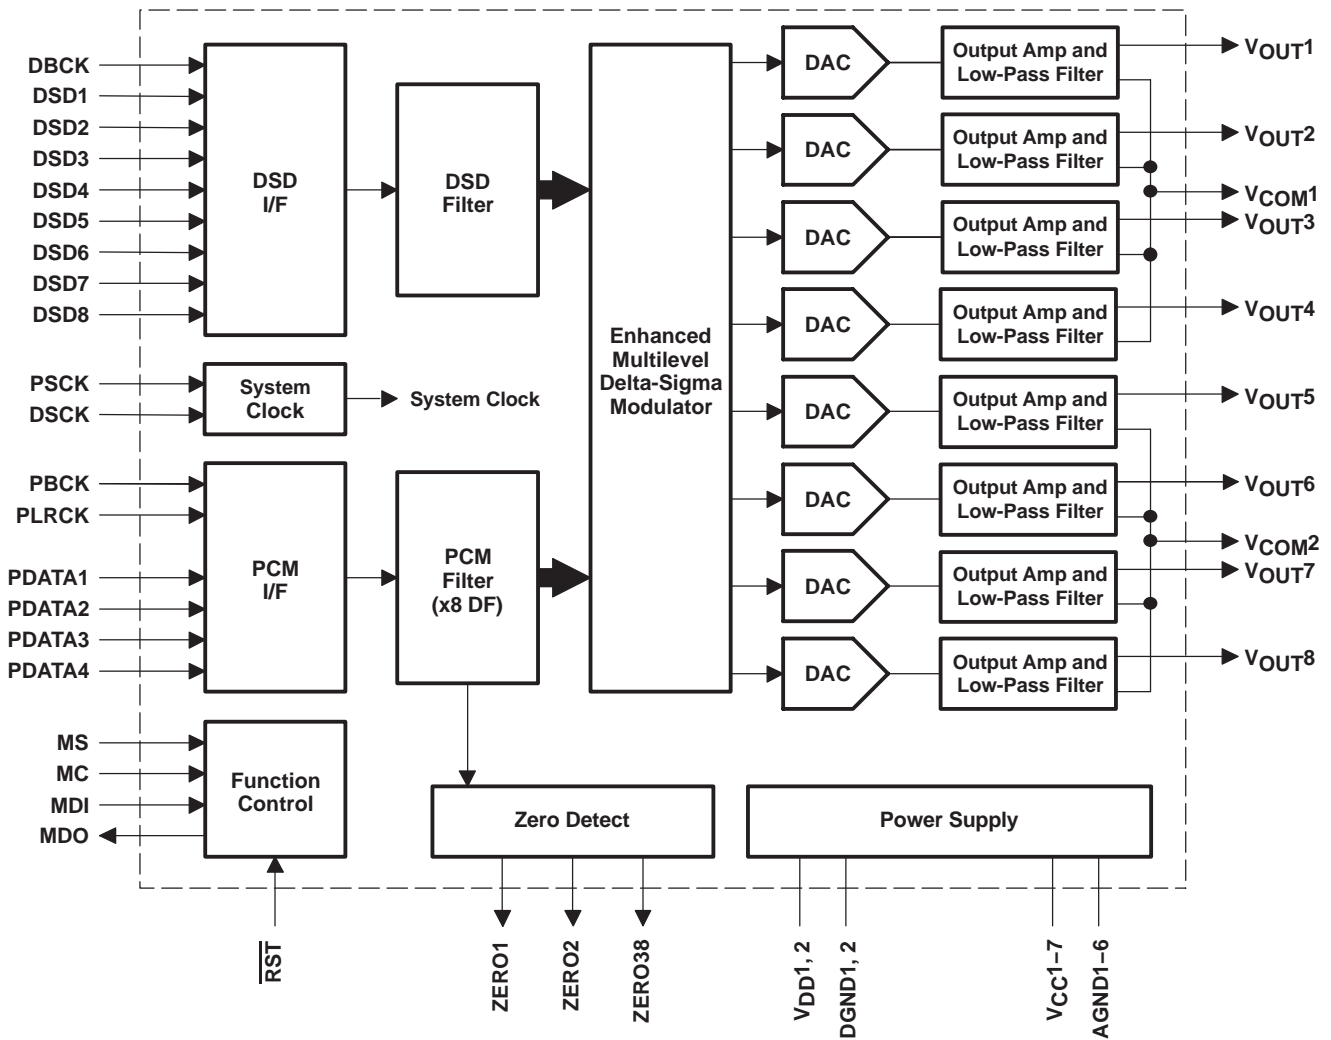 DBCK
DSD1
DSD2
DSD3
DSD4
DSD5
DSD6
DSD7
DSD8
DSD
I/F
DSD
Filter
PSCK
DSCK
System
Clock
System Clock
PBCK
PLRCK
PDATA1
PDATA2
PDATA3
PDATA4
PCM
I/F
PCM
Filter
(x8 DF)
MS
MC
MDI
MDO
Function
Control
RST
Zero Detect
ZERO1
ZERO2
ZERO38
Enhanced
Multilevel
Delta-Sigma
Modulator
DAC
Output Amp and
Low-Pass Filter
VOUT1
DAC
Output Amp and
Low-Pass Filter
VOUT2
VCOM1
DAC
Output Amp and
Low-Pass Filter
VOUT3
DAC
Output Amp and
Low-Pass Filter
VOUT4
DAC
Output Amp and
Low-Pass Filter
VOUT5
DAC
Output Amp and
Low-Pass Filter
VOUT6
VCOM2
DAC
Output Amp and
Low-Pass Filter
VOUT7
DAC
Output Amp and
Low-Pass Filter
VOUT8
Power Supply
VDD1, 2
DGND1, 2
VCC1–7
AGND1–6